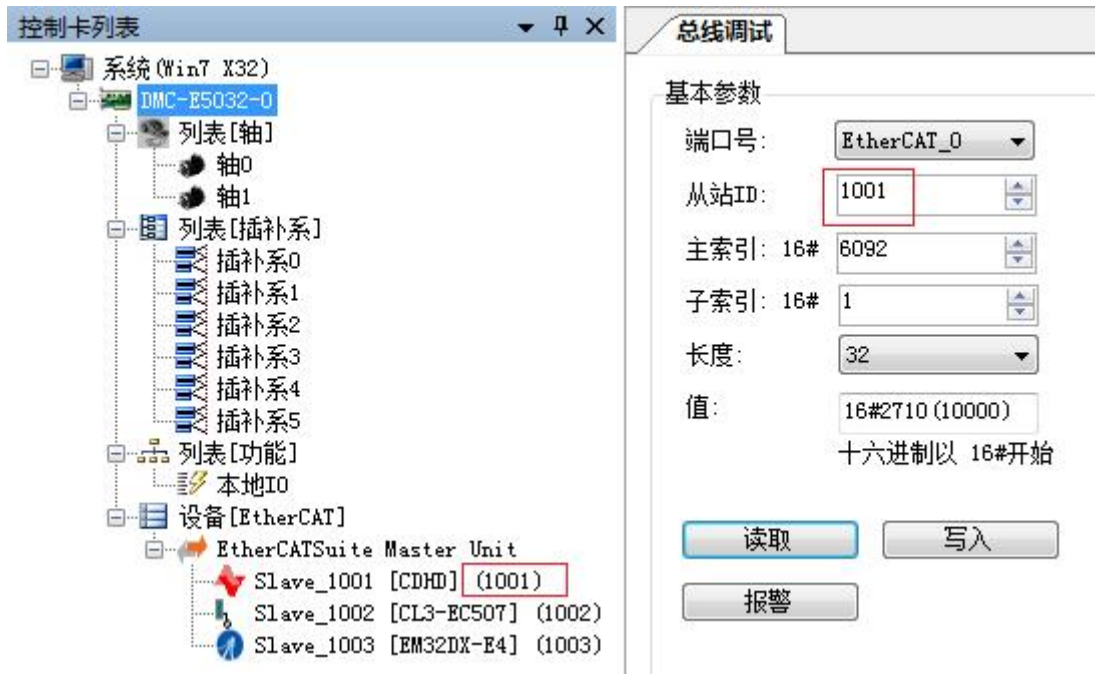 控制卡列表
系统(Win7 X32)
DMC-E5032-0
列表[轴]
轴0
轴1
列表[插补系]
插补系0
插补系1
插补系2
插补系3
插补系4
插补系5
列表[功能]
本地IO
设备[EtherCAT]
EtherCATSuite Master Unit
Slave_1001 [CDHD] (1001)
Slave_1002 [CL3-EC507] (1002)
Slave_1003 [EM32DX-E4] (1003)
总线调试
基本参数
端口号: EtherCAT_0
从站ID: 1001
主索引: 16# 6092
子索引: 16# 1
长度: 32
值: 16#2710(10000)
十六进制以 16#开始
读取 写入
报警